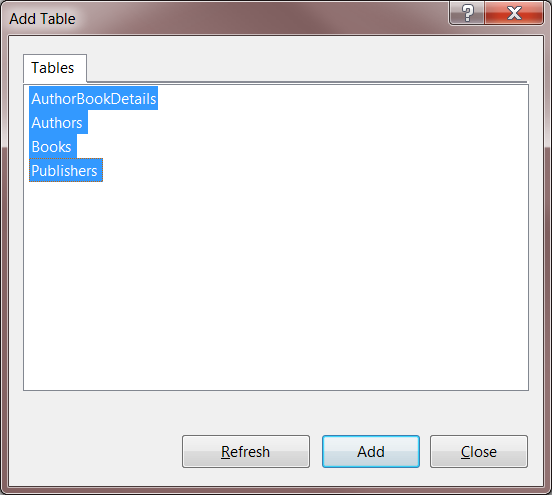 Add Table
?
Tables
AuthorBookDetails
Authors
Books
Publishers
Refresh
Add
Close